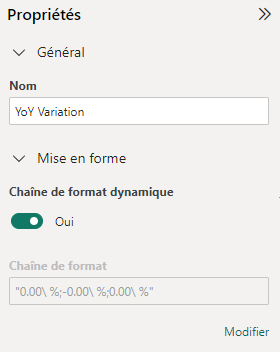 Propriétés
Général
Nom
YoY Variation
Mise en forme
Chaîne de format dynamique
Oui
Chaîne de format
"0.00\ %;-0.00\ %;0.00\ %"
Modifier